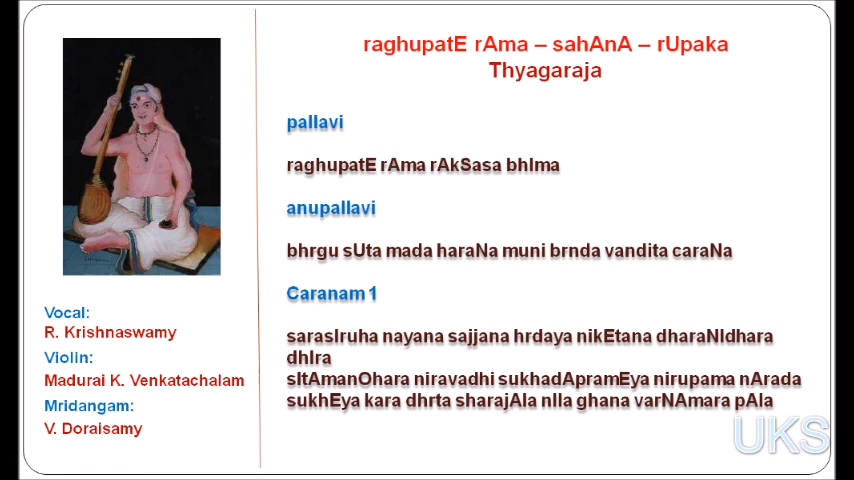 raghupatE rAma – sahAnA – rUpaka
Thyagaraja
pallavi
raghupatE rAma rAkSasa bhIma
anupallavi
bhrgu sUta mada haraNa muni brnda vandita caraNa
Caranam 1
sarasIruha nayana sajjana hrdaya nikEtana dharaNIdhara
dhIra
sItAmanOhara niravadhi sukhadApramEya nirupama nArada
sukhEya kara dhrta sharajAla nIla ghana varNAmara pAla
Vocal:
R. Krishnaswamy
Violin:
Madurai K. Venkatachalam
Mridangam:
V. Doraisamy
UKS